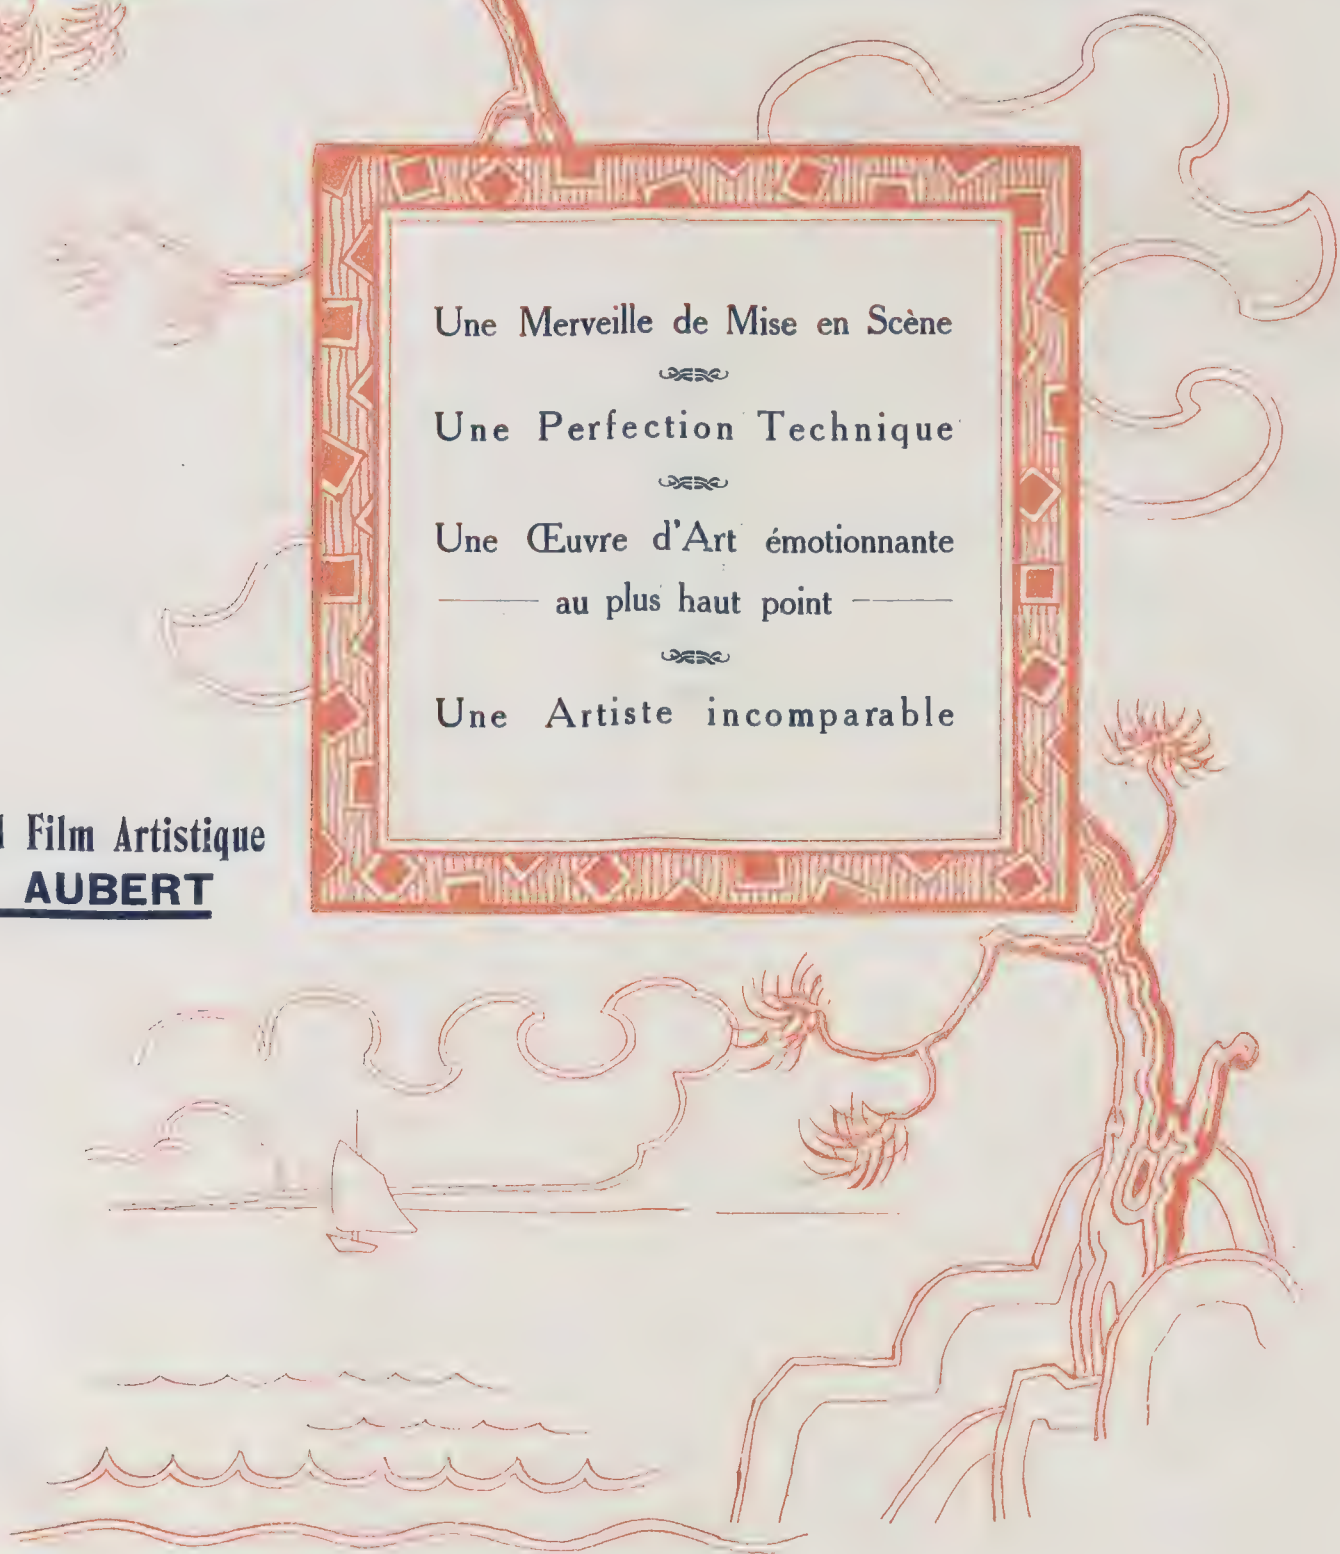 Une Merveille de Mise en Scène
Une Perfection Technique
Une Œuvre d'Art émotionnante
au plus haut point
Une Artiste incomparable
Film Artistique
AUBERT